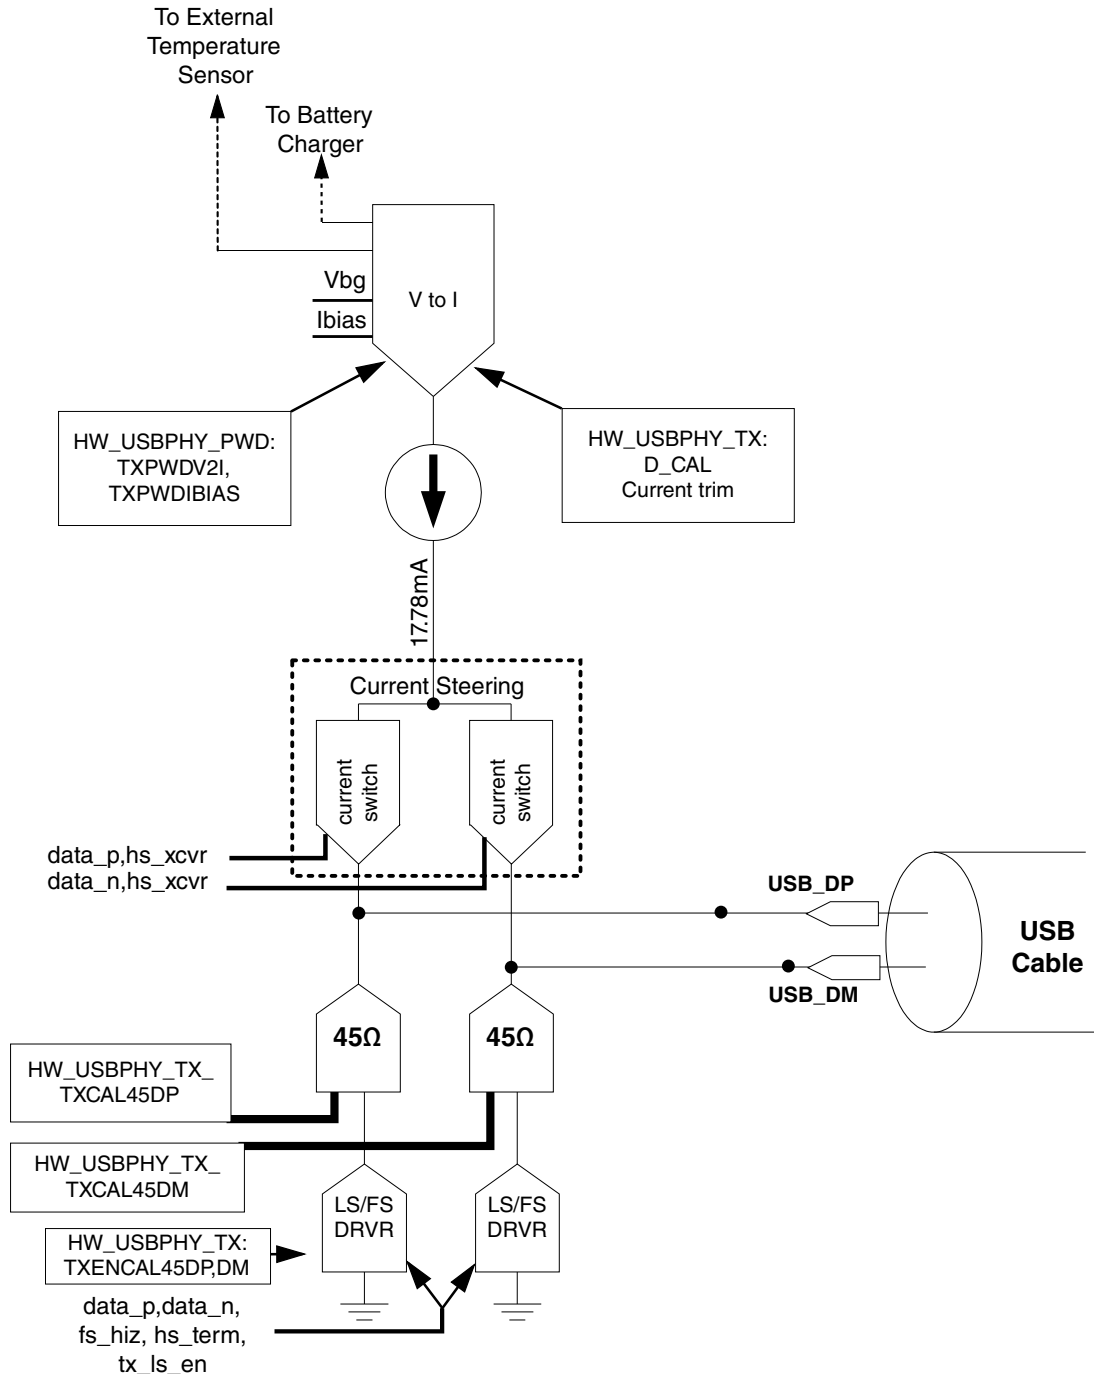 To External
Temperature
Sensor
To Battery
Charger
Vbg
Ibias
V to I
HW_USBPHY_PWD:
TXPWDV2I,
TXPWDIBIAS
HW_USBPHY_TX:
D_CAL
Current trim
17.78mA
Current Steering
current
switch
current
switch
data_p,hs_xcvr
data_n,hs_xcvr
USB_DP
USB_DM
USB
Cable
45Ω
45Ω
HW_USBPHY_TX_
TXCAL45DP
HW_USBPHY_TX_
TXCAL45DM
LS/FS
DRVR
LS/FS
DRVR
HW_USBPHY_TX:
TXENCAL45DP,DM
data_p,data_n,
fs_hiz, hs_term,
tx_ls_en